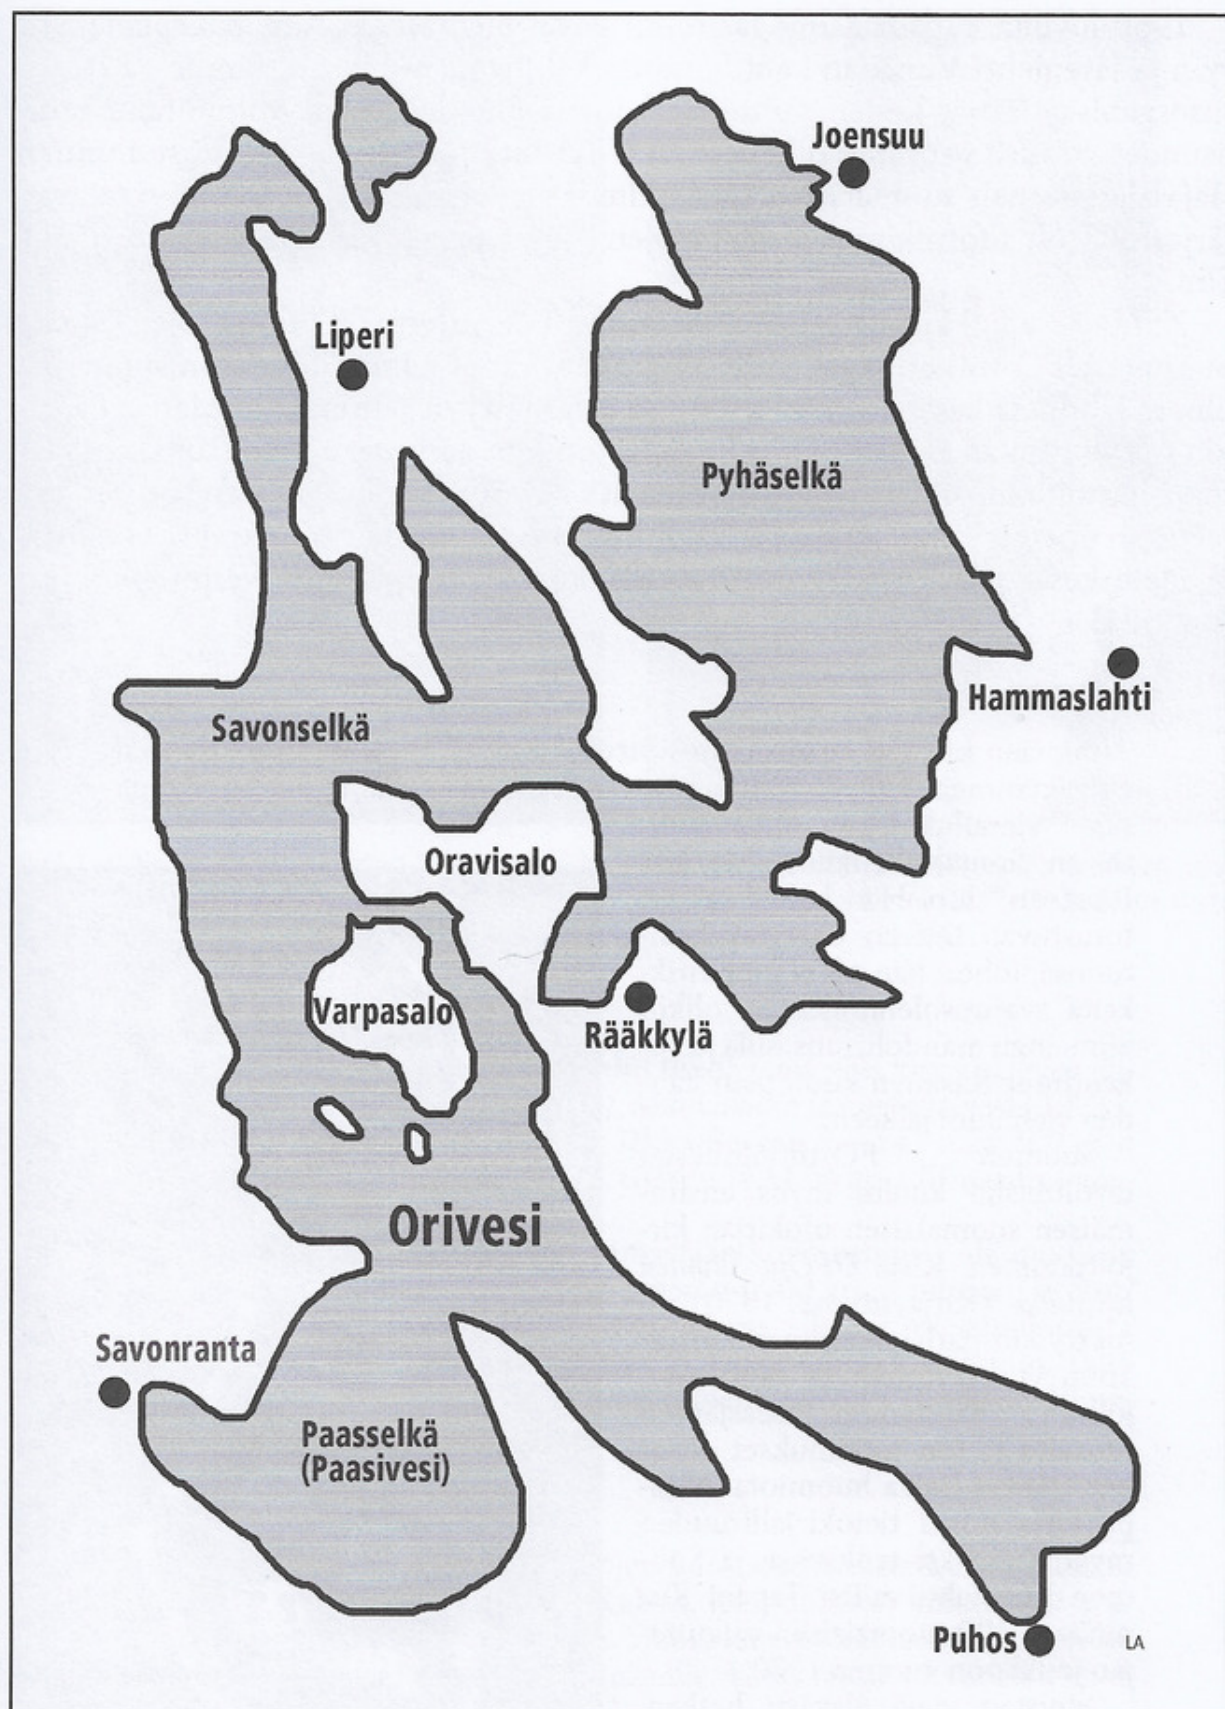 Joensuu
Liperi
Pyhäselkä
Hammaslahti
Savonselkä
Oravisalo
Varpasalo
Rääkkylä
Orivesi
Savonranta
Paasselkä
(Paasivesi)
Puhos
LA